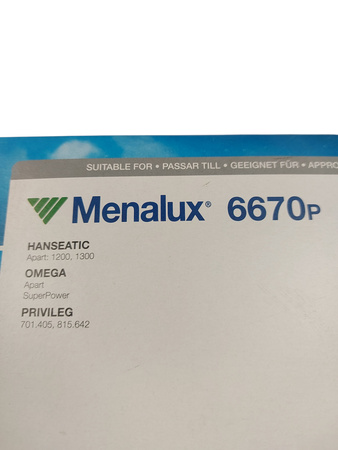 SUITABLE FOR • PASSAR TILL • GEEIGNET FÜR •
Menalux® 6670P
HANSEATIC
Apart: 1200, 1300
OMEGA
Apart
SuperPower
PRIVILEG
701.405, 815.642